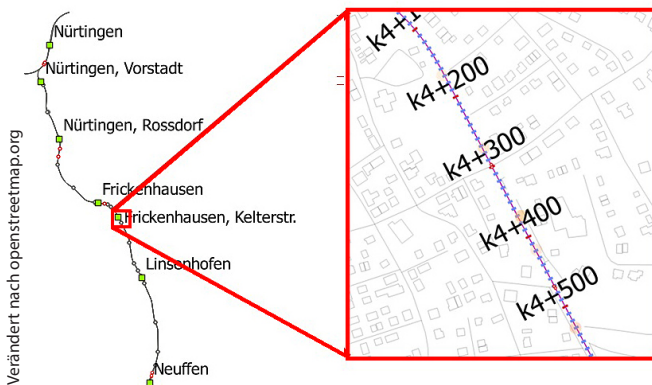 Nürtingen
Nürtingen, Vorstadt
Nürtingen, Rossdorf
Frickenhausen
Frickenhausen, Kelterstr.
Linsenhofen
Neuffen
Verändert nach openstreetmap.org
k4+200
k4+300
k4+400
k4+500